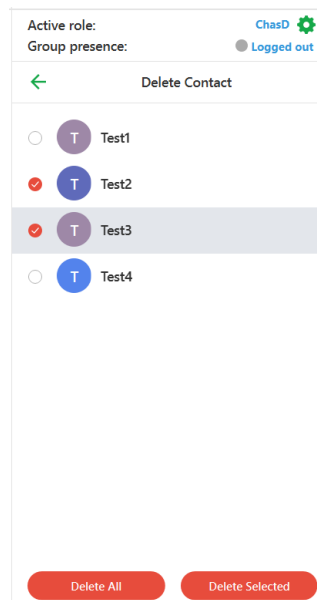 Active role: ChasD
Group presence: Logged out
Delete Contact
T Test1
T Test2
T Test3
T Test4
Delete All Delete Selected